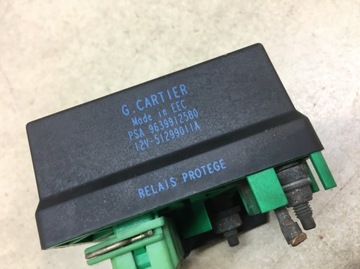 G.CARTIER
Made in EEC
PSA 9639912580
12V-51299011A
RELAIS PROTEGE